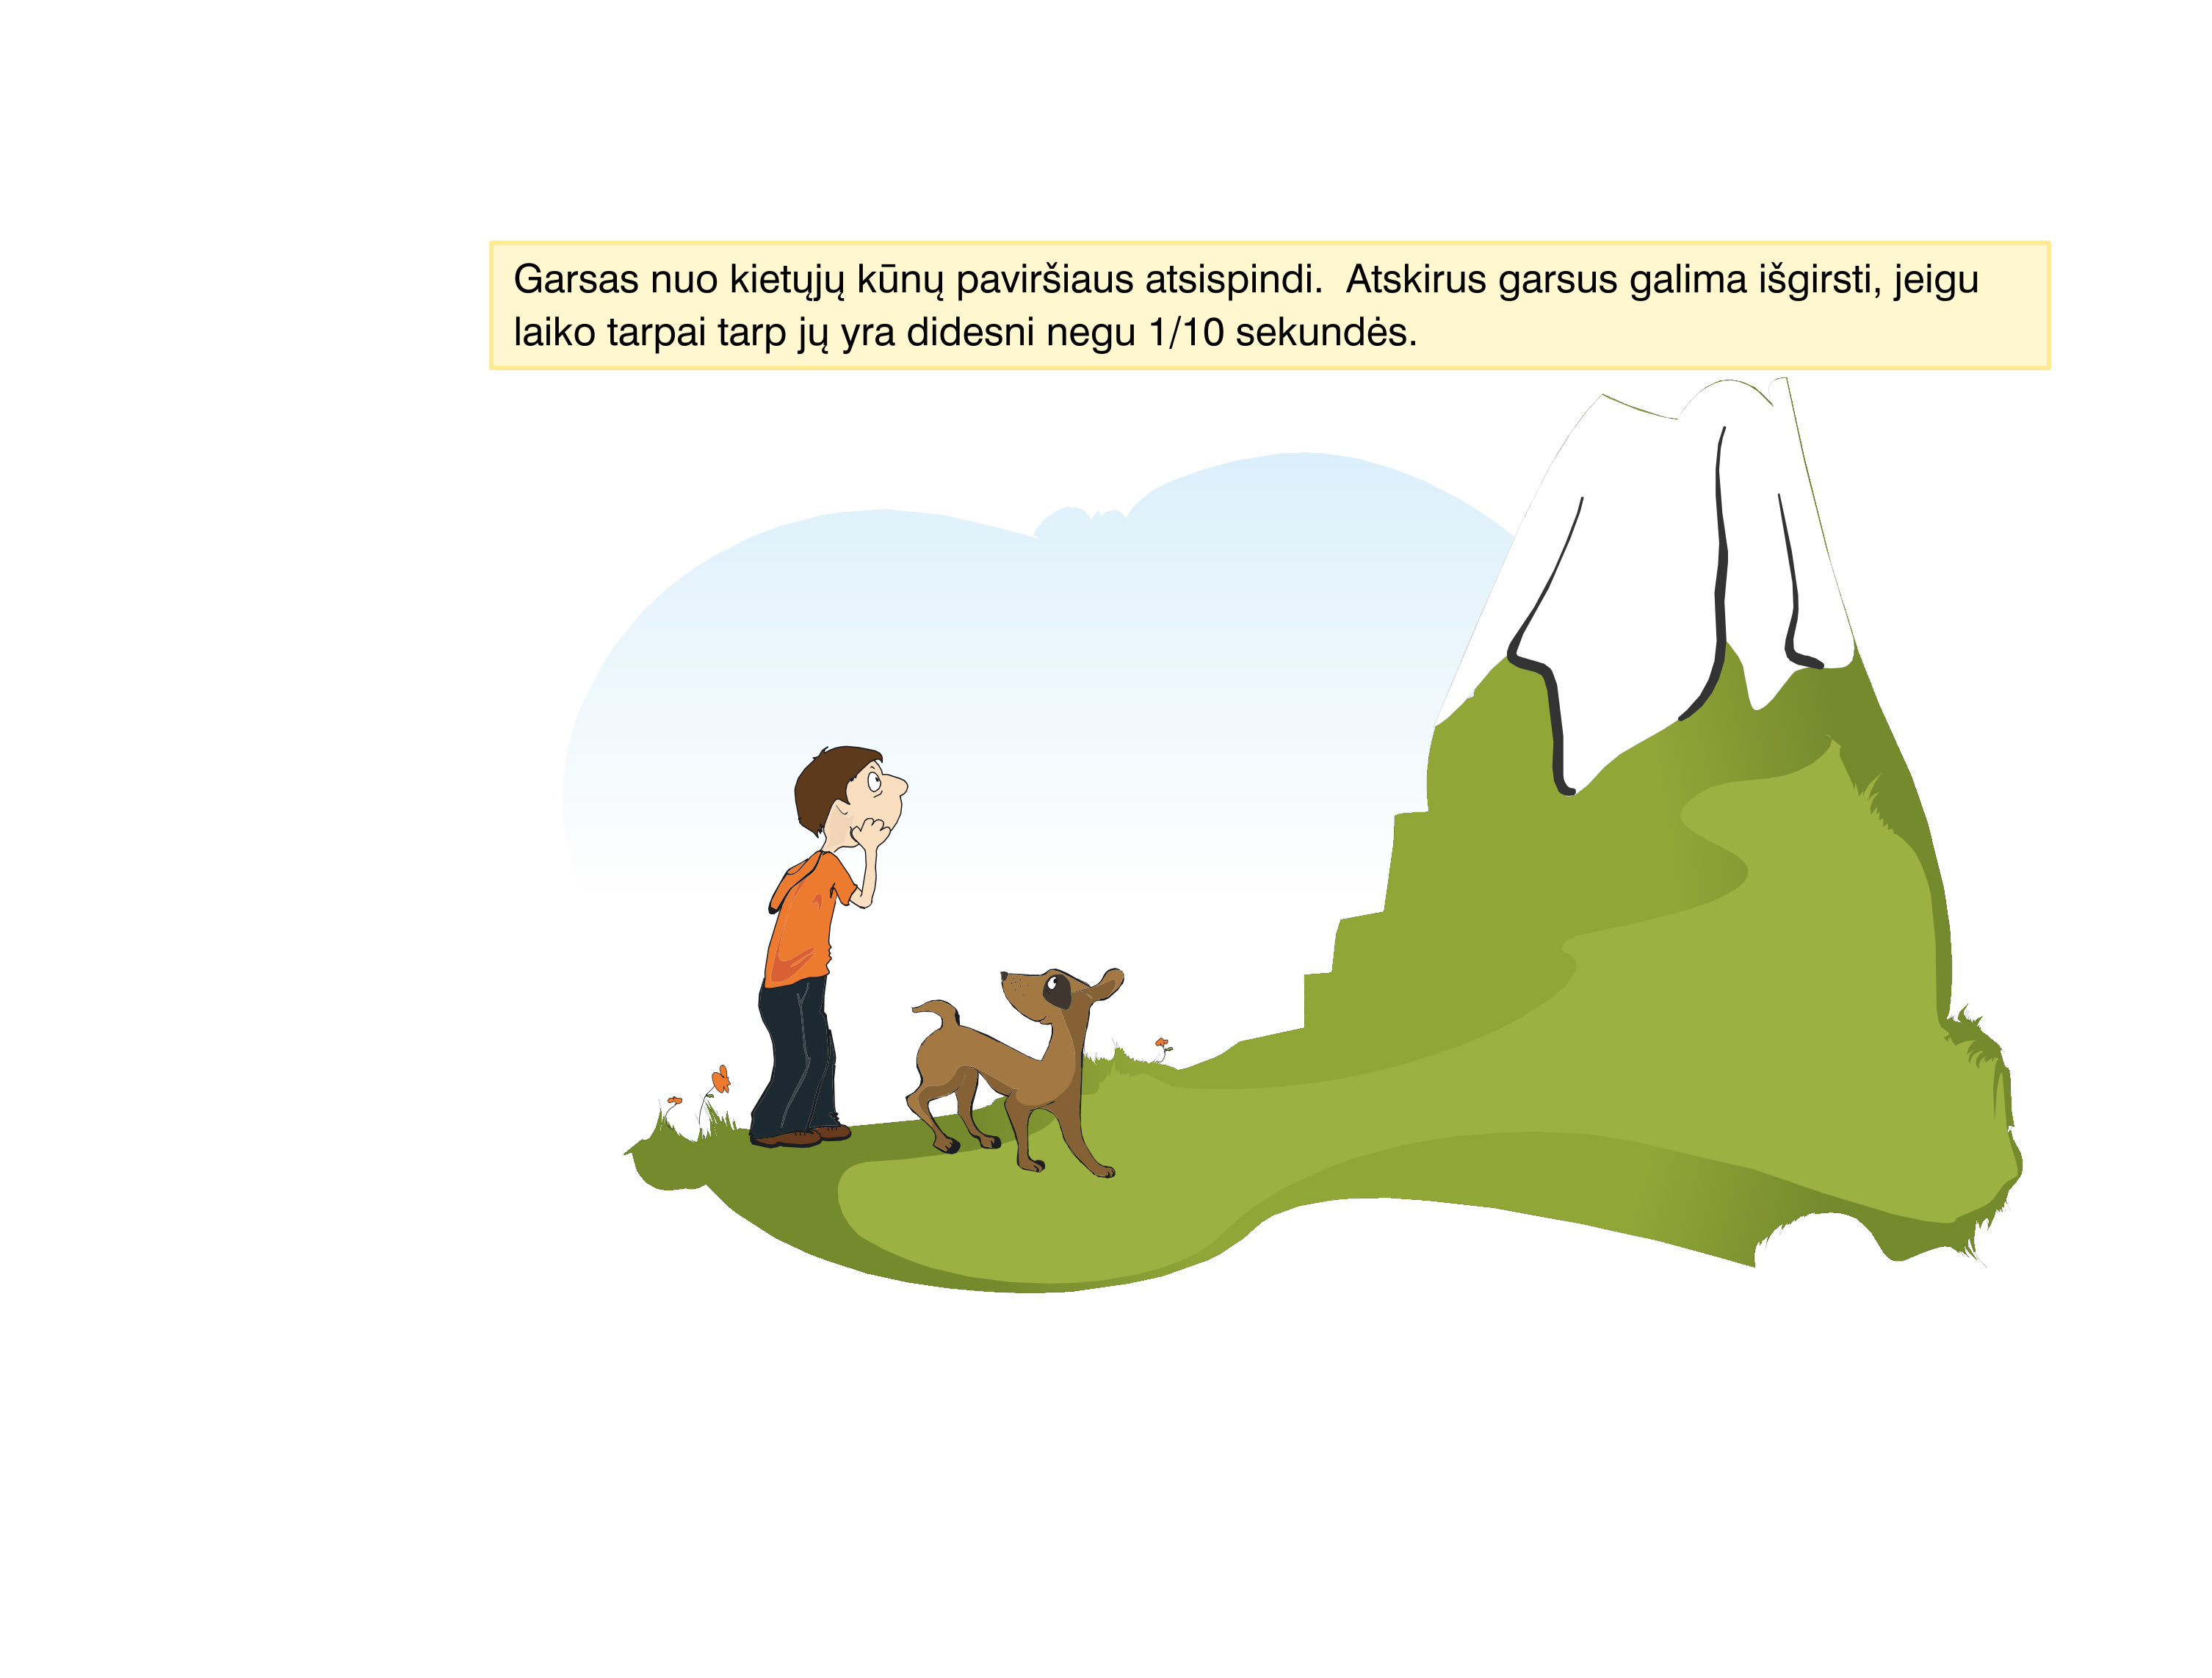 Garsas nuo kietųjų kūnų paviršiaus atsispindi.  Atskirus garsus galima išgirsti, jeigu
laiko tarpai tarp jų yra didesni negu 1/10 sekundės.